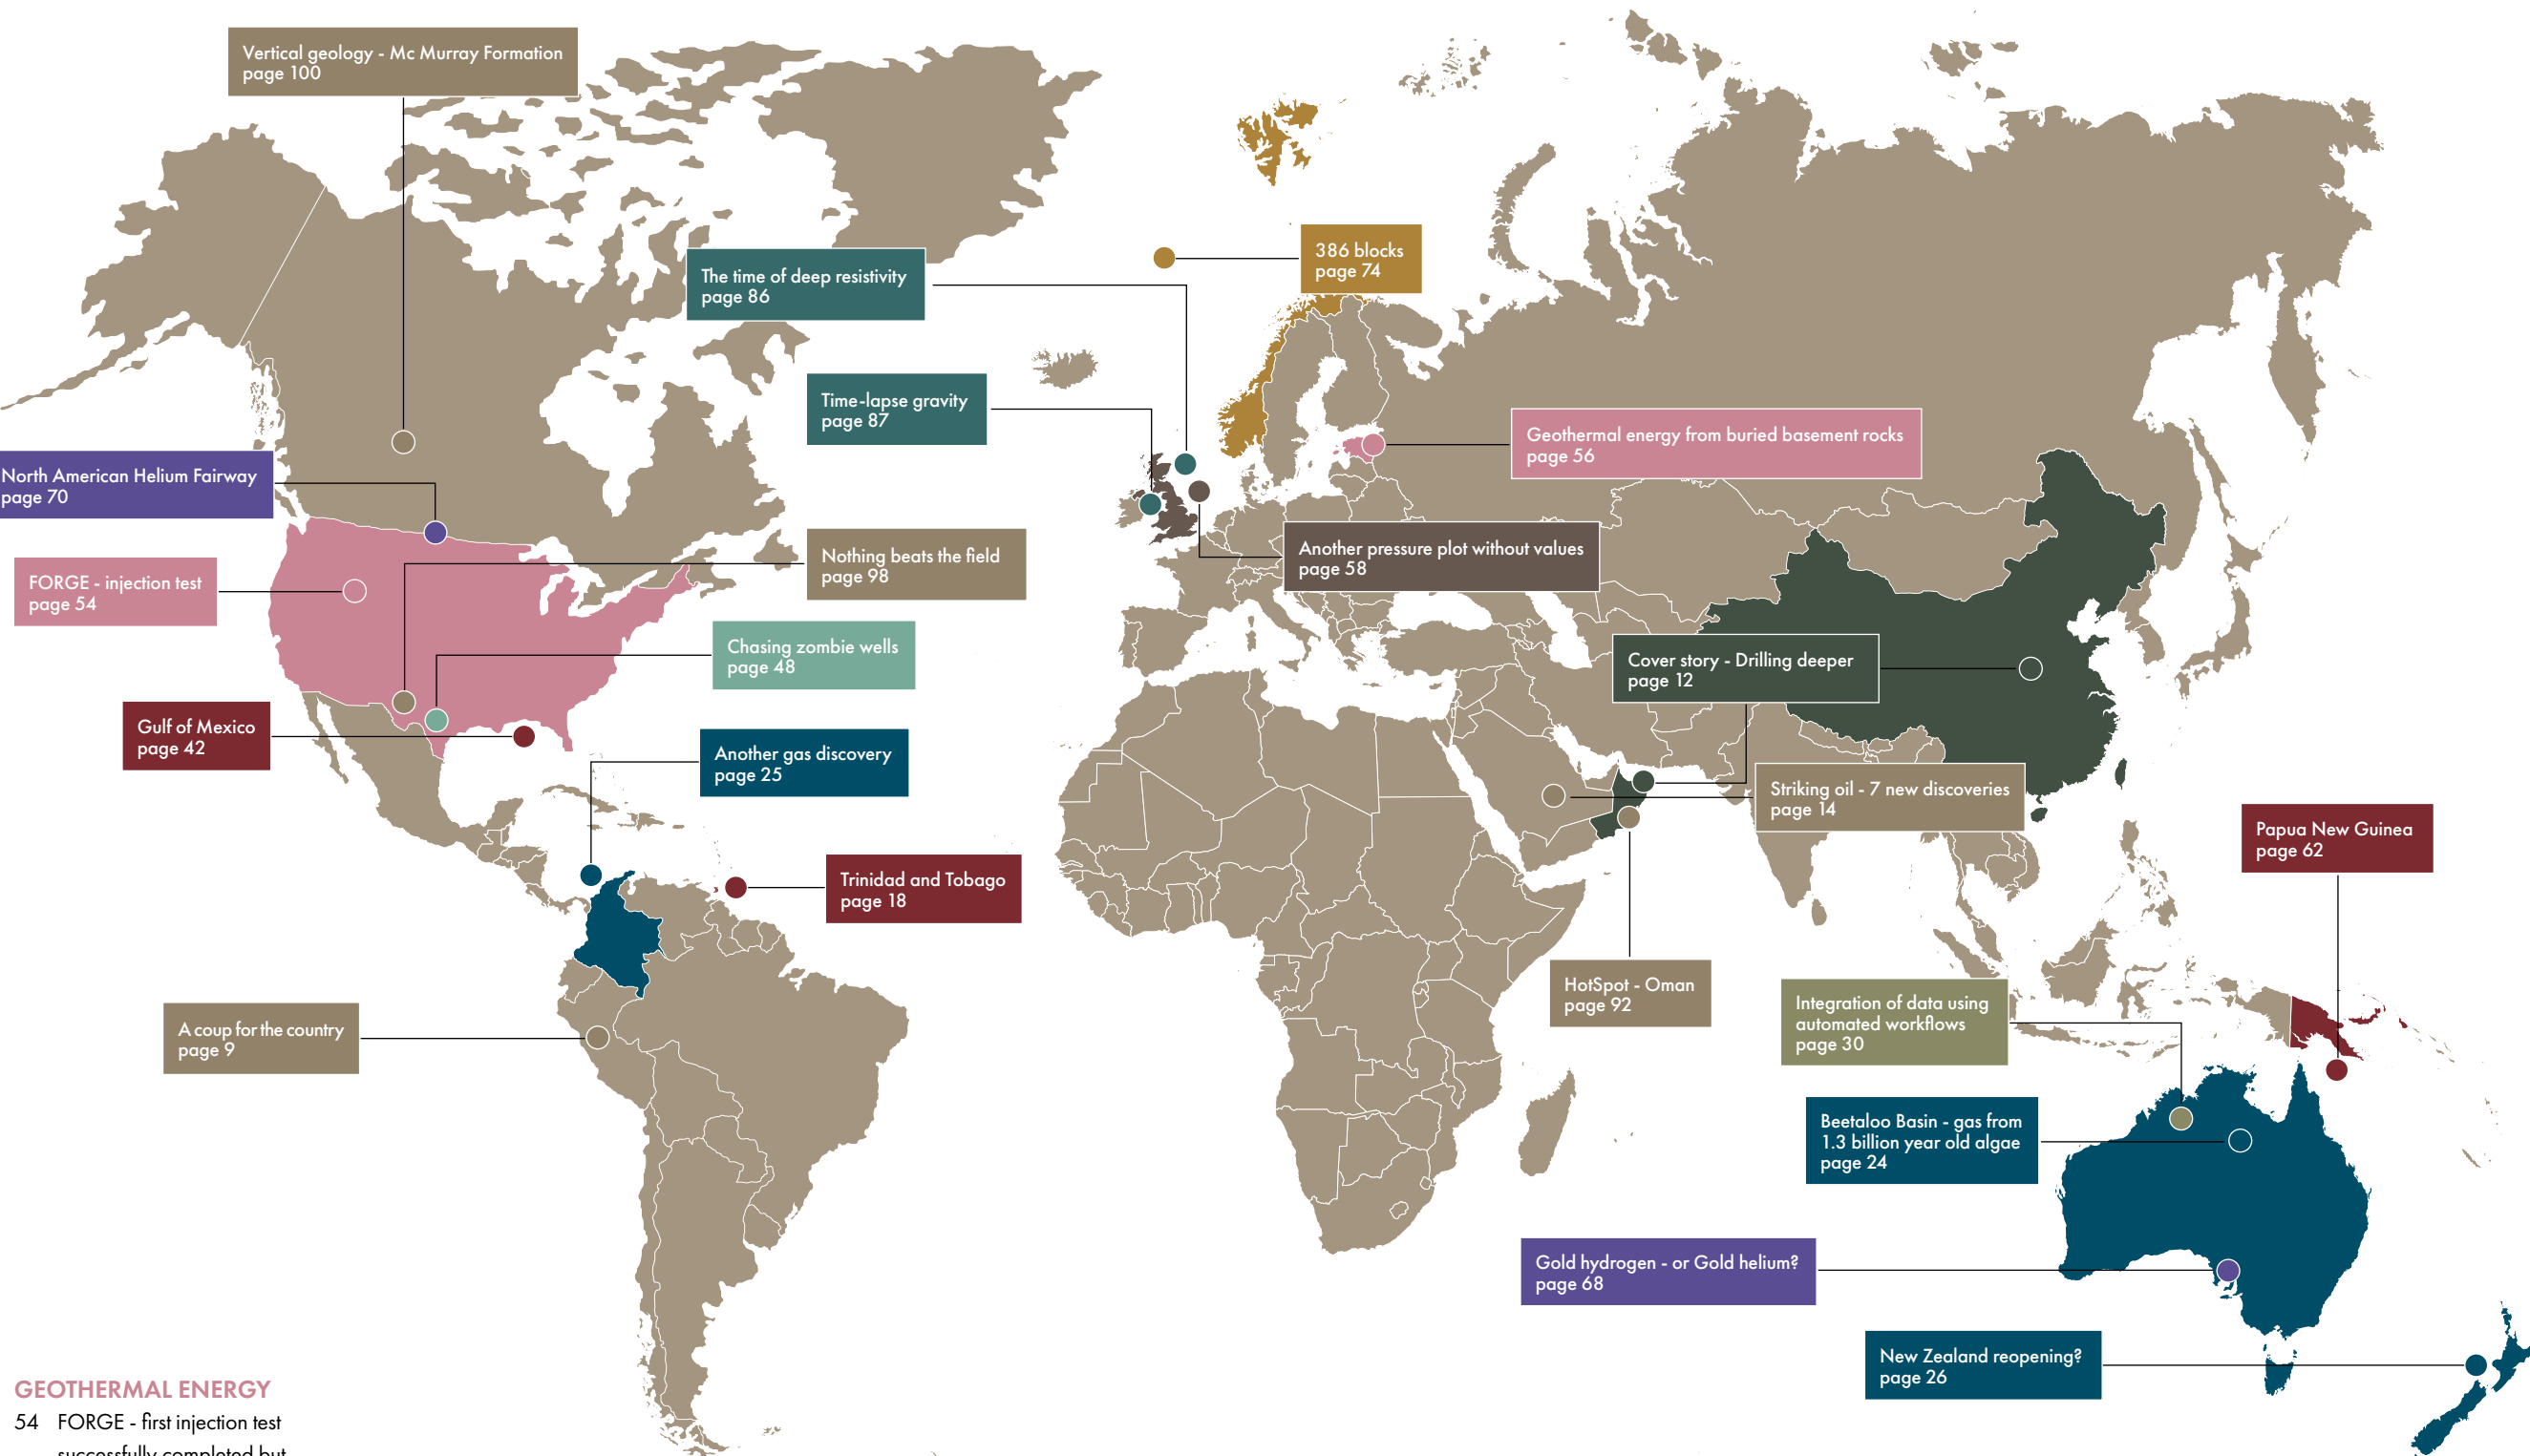 Vertical geology - Mc Murray Formation
page 100
386 blocks
page 74
The time of deep resistivity
page 86
Time-lapse gravity
page 87
Geothermal energy from buried basement rocks
page 56
North American Helium Fairway
page 70
Nothing beats the field
page 98
Another pressure plot without values
page 58
FORGE - injection test
page 54
Chasing zombie wells
page 48
Cover story - Drilling deeper
page 12
Gulf of Mexico
page 42
Another gas discovery
page 25
Striking oil - 7 new discoveries
page 14
Papua New Guinea
page 62
Trinidad and Tobago
page 18
HotSpot - Oman
page 92
Integration of data using
automated workflows
page 30
A coup for the country
page 9
Beetaloo Basin - gas from
1.3 billion year old algae
page 24
Gold hydrogen - or Gold helium?
page 68
New Zealand reopening?
page 26
GEOTHERMAL ENERGY
54 FORGE - first injection test
successfully completed but